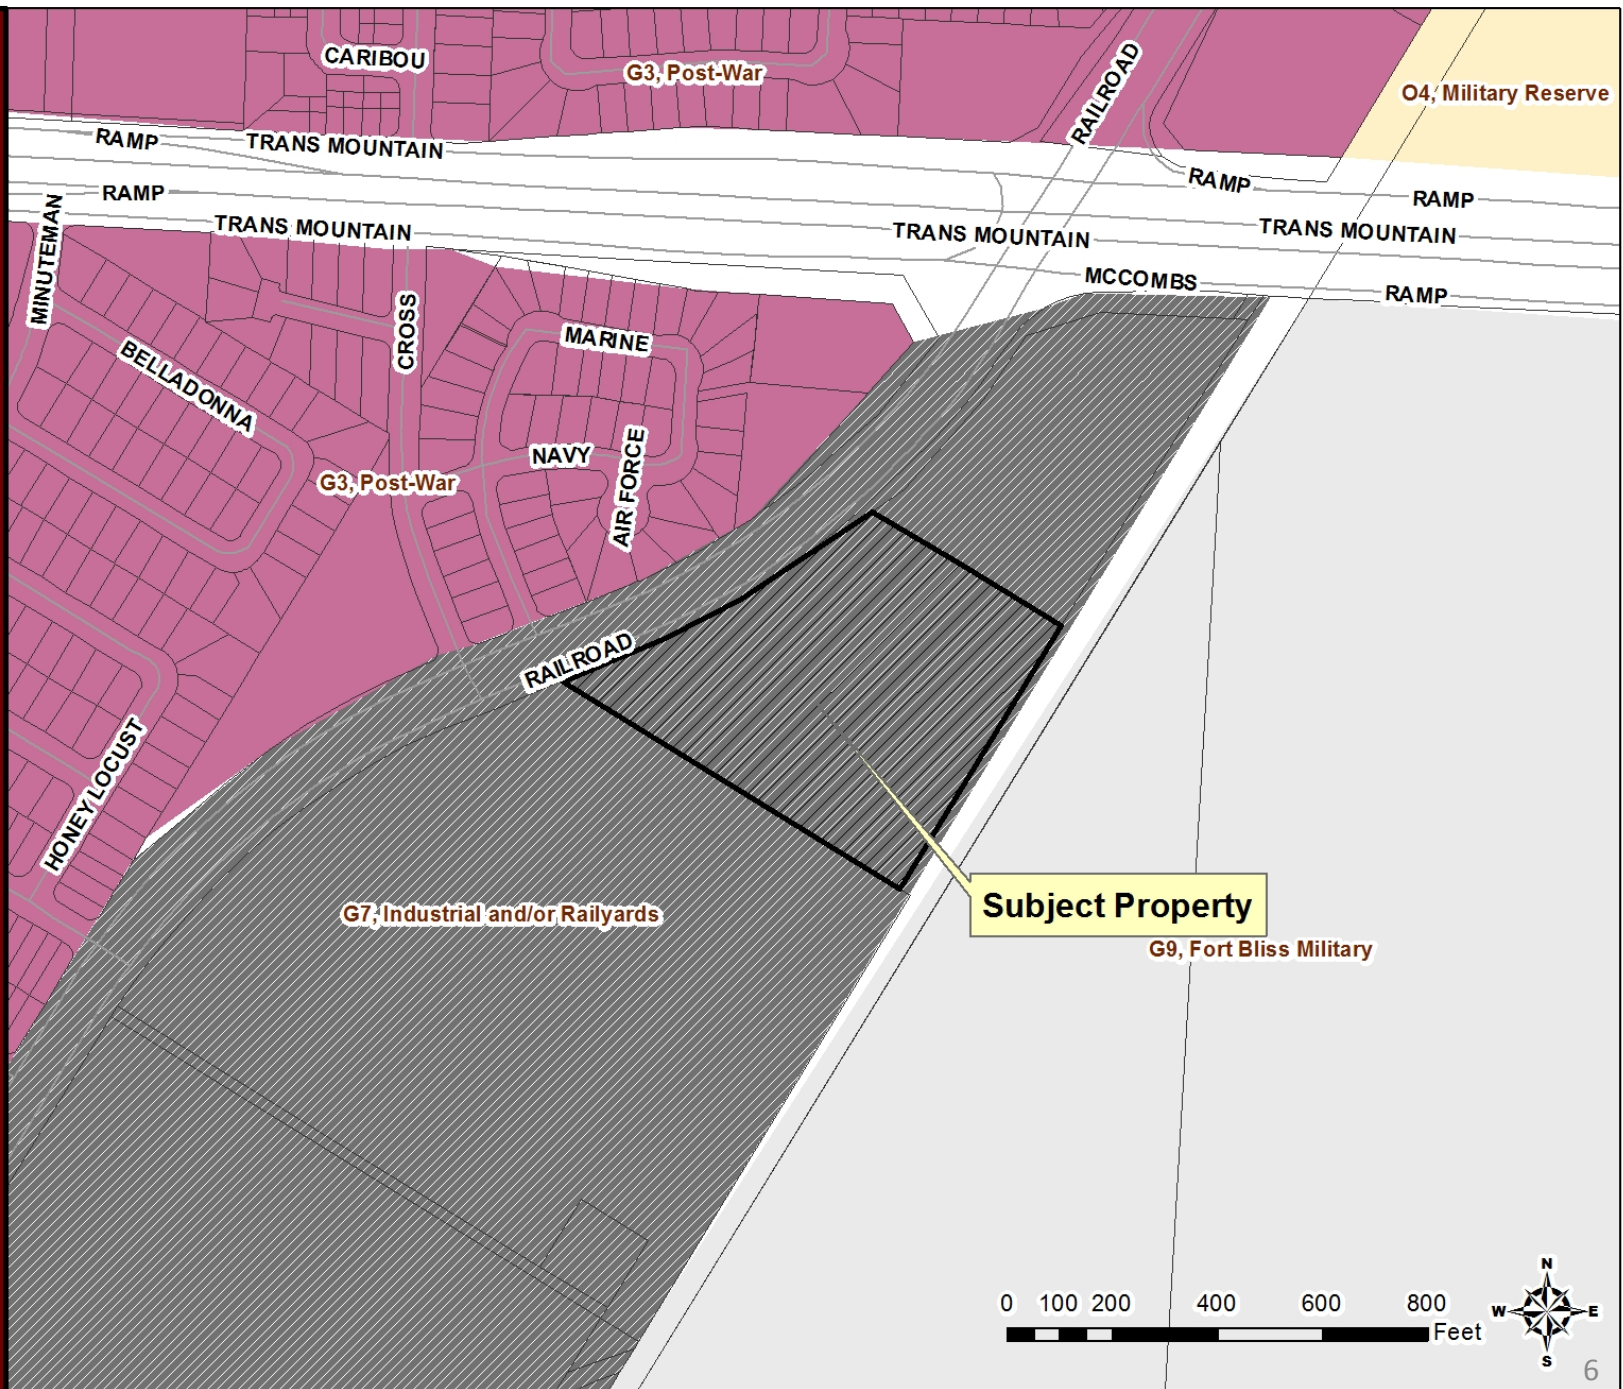 CARIBOU
G3, Post-War
RAILROAD
O4, Military Reserve
RAMP
TRANS MOUNTAIN
RAMP
RAMP
RAMP
MINUTEMAN
TRANS MOUNTAIN
TRANS MOUNTAIN
TRANS MOUNTAIN
MCCOMBS
RAMP
CROSS
MARINE
BELLADONNA
NAVY
AIR FORCE
G3, Post-War
RAILROAD
HONEY LOCUST
Subject Property
G7, Industrial and/or Railyards
G9, Fort Bliss Military
0 100 200 400 600 800
Feet
N
W
E
S
6